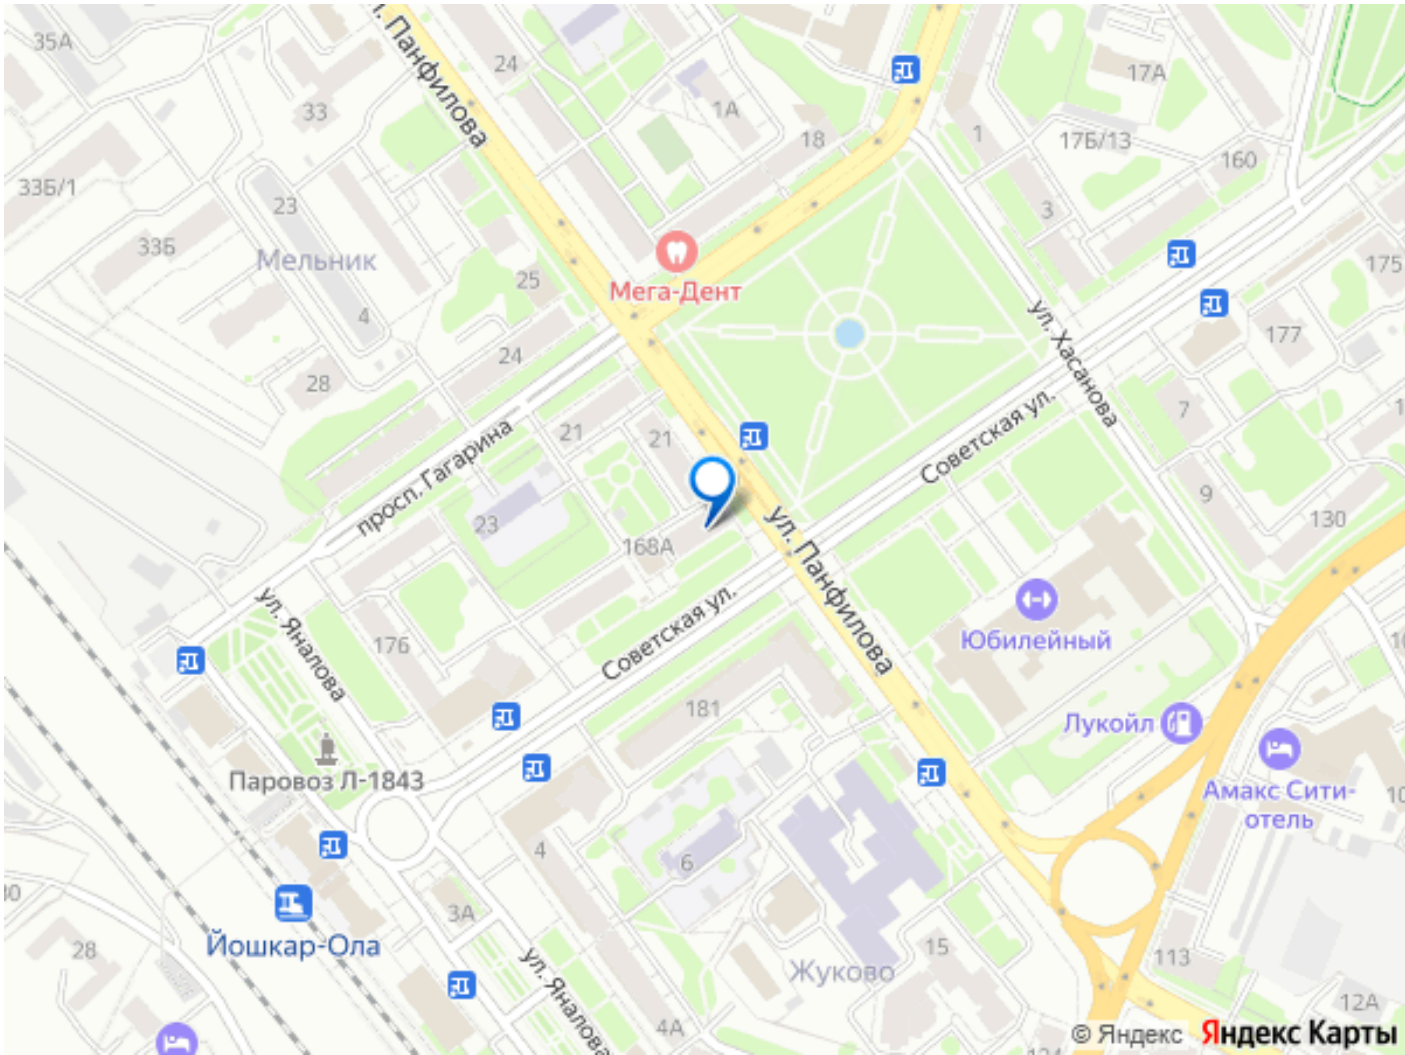 35А
ул. Панфилова
24
17А
33
1А
18
1
17Б/13
160
33Б/1
23
3
33Б
Мельник
25
Мега-Дент
175
4
24
28
ул. Хасанова
177
7
21
21
просп. Гагарина
Советская ул.
9
130
23
168А
ул. Панфилова
ул. Яналова
176
Советская ул.
Юбилейный
181
Лукойл
Паровоз Л-1843
Амакс Сити-
отель
4
6
3А
Йошкар-Ола
28
15
Жуково
113
ул. Яналова
12А
4А
© Яндекс Яндекс Карты